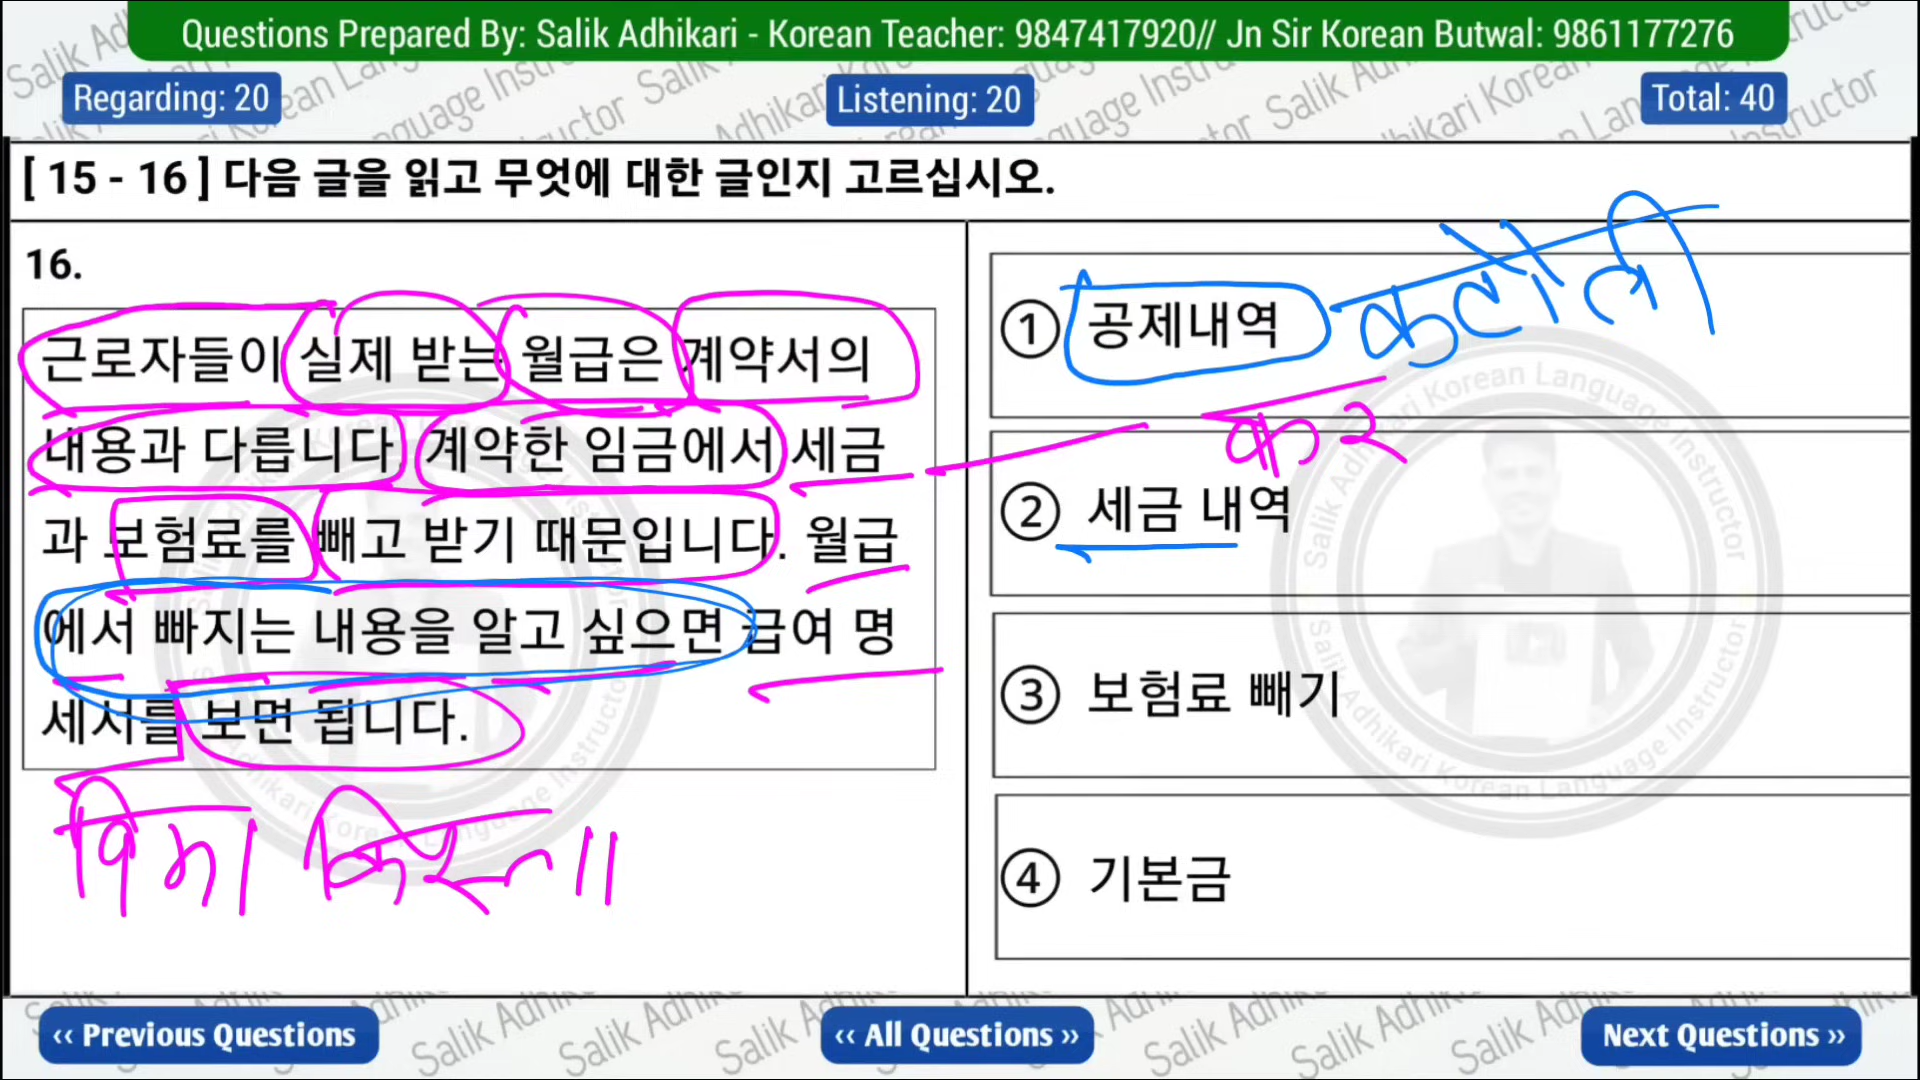 Questions Prepared By: Salik Adhikari - Korean Teacher: 9847417920// Jn Sir Korean Butwal: 9861177276
Regarding: 20
Listening: 20
Total: 40
[ 15 - 16 ] 다음 글을 읽고 무엇에 대한 글인지 고르십시오.
16.
근로자들이 실제 받는 월급은 계약서의
내용과 다릅니다. 계약한 임금에서 세금
과 보험료를 빼고 받기 때문입니다. 월급
에서 빠지는 내용을 알고 싶으면 급여 명
세서를 보면 됩니다.
① 공제내역
कर
② 세금 내역
③ 보험료 빼기
④ 기본금
‹‹ Previous Questions
‹‹ All Questions ››
Next Questions ››